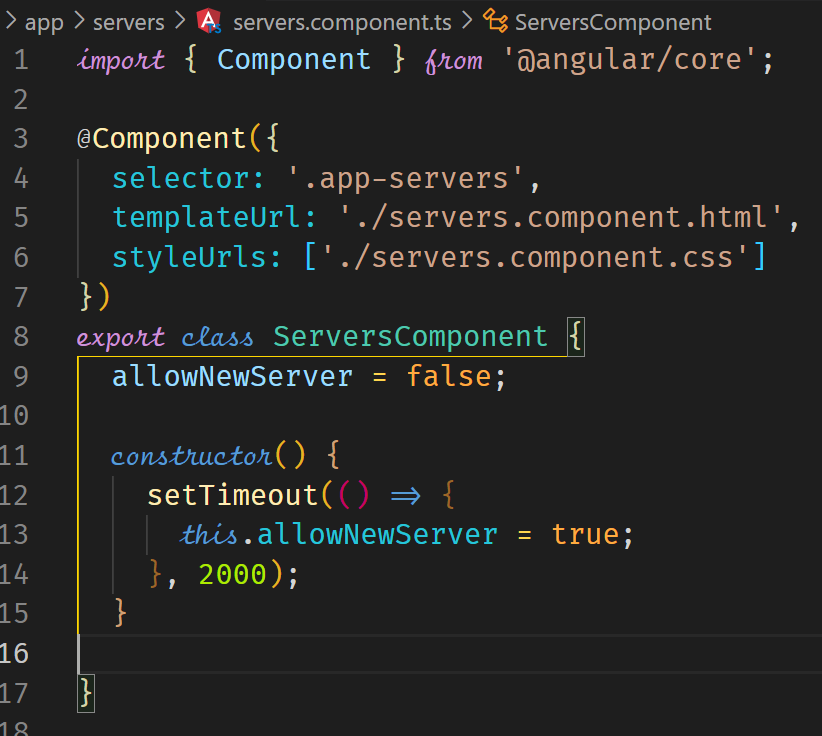 app > servers > servers.component.ts > ServersComponent
1 import { Component } from '@angular/core';
2
3 @Component({
4   selector: '.app-servers',
5   templateUrl: './servers.component.html',
6   styleUrls: ['./servers.component.css']
7 })
8 export class ServersComponent {
9   allowNewServer = false;
10
11   constructor() {
12     setTimeout(() => {
13       this.allowNewServer = true;
14     }, 2000);
15   }
16
17 }
18